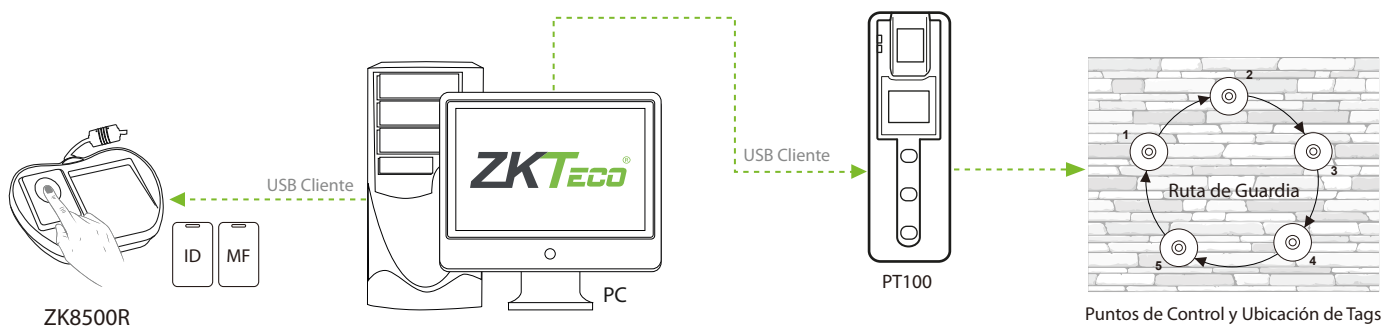 ZKTECO®
USB Cliente
USB Cliente
ID
MF
ZK8500R
PC
PT100
2
1
3
Ruta de Guardia
5
4
Puntos de Control y Ubicación de Tags